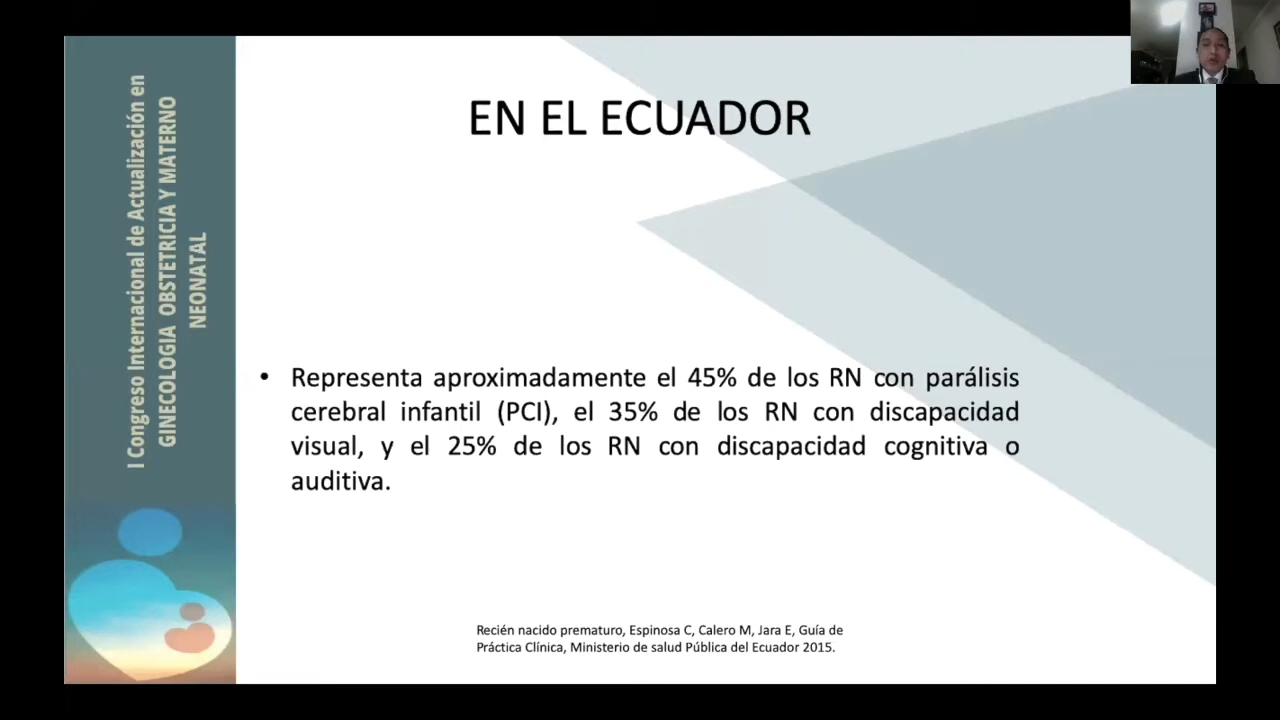 I Congreso Internacional de Actualización en
GINECOLOGIA OBSTETRICIA Y MATERNO
NEONATAL
EN EL ECUADOR
• Representa aproximadamente el 45% de los RN con parálisis
cerebral infantil (PCI), el 35% de los RN con discapacidad
visual, y el 25% de los RN con discapacidad cognitiva o
auditiva.
Recién nacido prematuro, Espinosa C, Calero M, Jara E, Guía de
Práctica Clínica, Ministerio de salud Pública del Ecuador 2015.